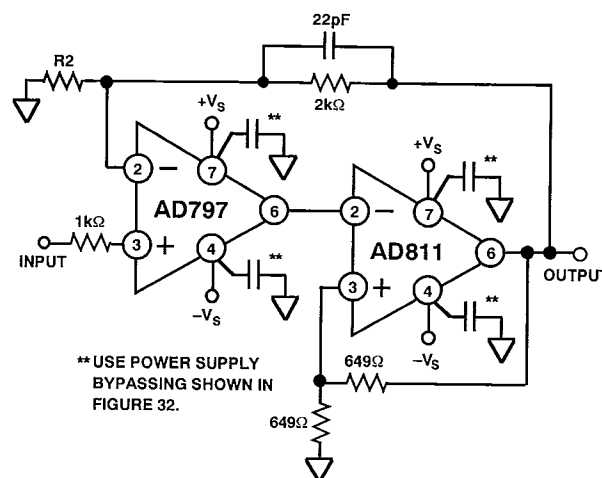 22pF
R2
2kΩ
+VS
**
+VS
**
2
−
7
AD797
6
2
−
7
1kΩ
3
+
4
**
AD811
6
INPUT
−VS
3
+
4
**
OUTPUT
−VS
** USE POWER SUPPLY
BYPASSING SHOWN IN
FIGURE 32.
649Ω
649Ω